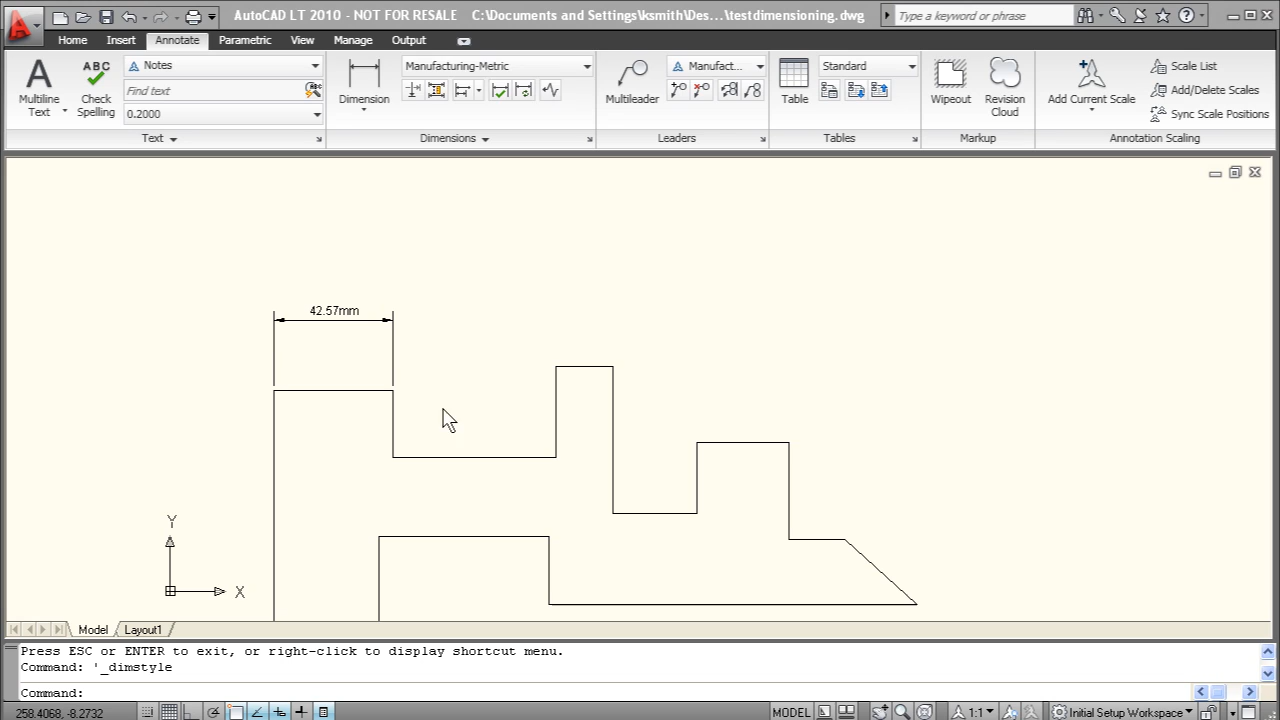 AutoCAD LT 2010 - NOT FOR RESALE    C:\Documents and Settings\ksmith\Des...\testdimensioning.dwg
Type a keyword or phrase
Home Insert Annotate Parametric View Manage Output
Multiline Text
ABC
Check Spelling
Notes
Find text
0.2000
Text
Dimension
Manufacturing-Metric
Dimensions
Multileader
Manufact...
Leaders
Table
Standard
Tables
Wipeout
Revision Cloud
Markup
Add Current Scale
Scale List
Add/Delete Scales
Sync Scale Positions
Annotation Scaling
42.57mm
Y
X
Model Layout1
Press ESC or ENTER to exit, or right-click to display shortcut menu.
Command: '_dimstyle
Command:
258.4068, -8.2732
MODEL
1:1
Initial Setup Workspace